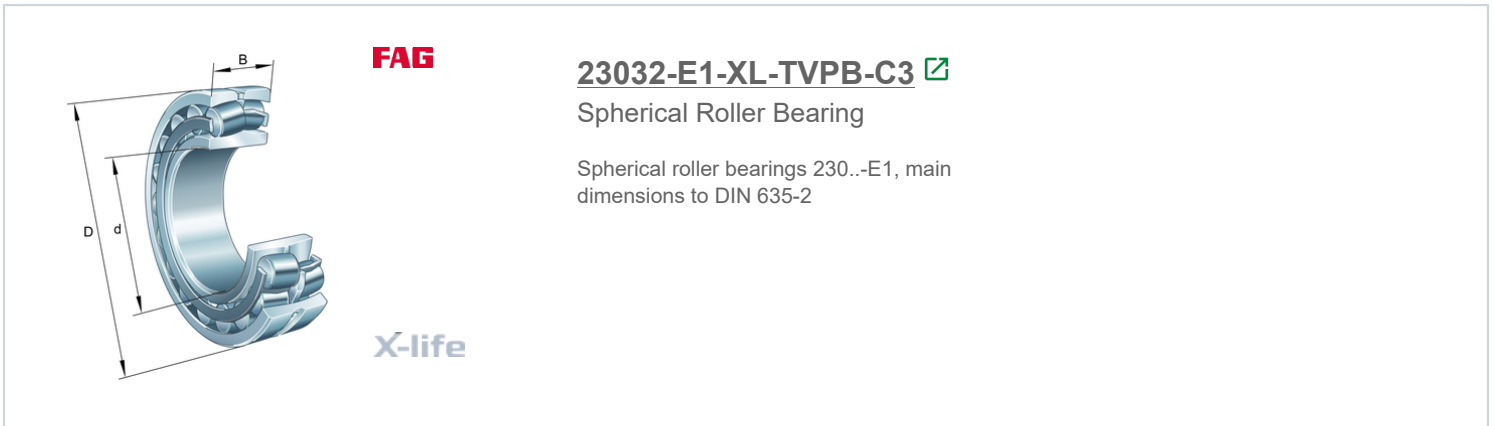 B
D
d
FAG
X-life
23032-E1-XL-TVPB-C3
Spherical Roller Bearing
Spherical roller bearings 230..-E1, main
dimensions to DIN 635-2